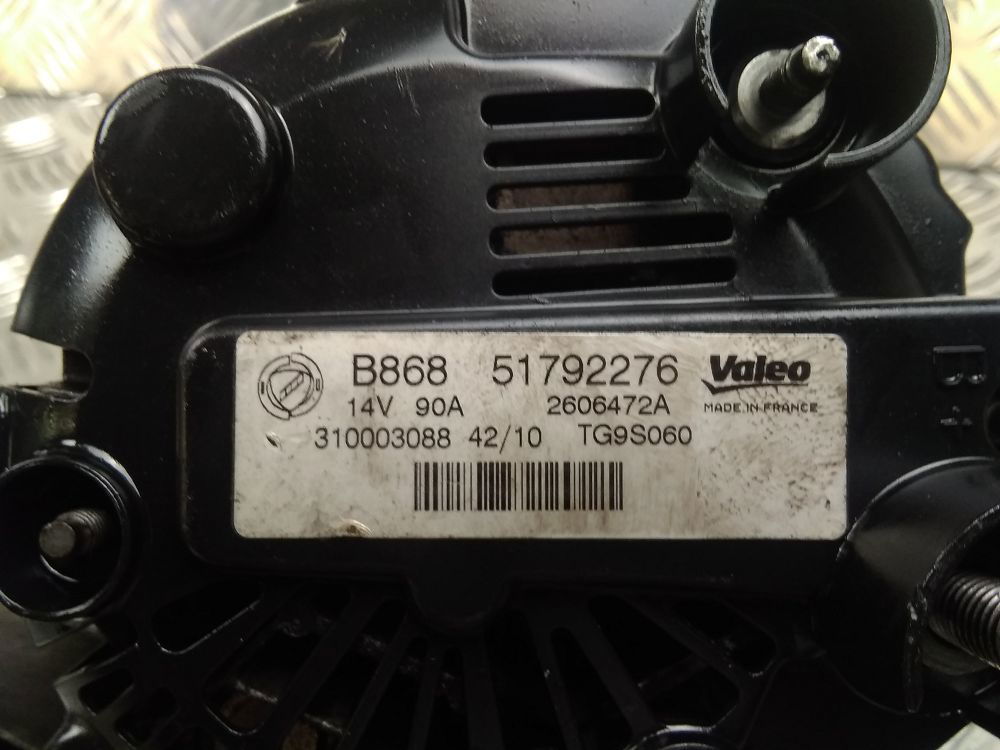 B868 51792276 Valeo
14V 90A 2606472A MADE IN FRANCE
310003088 42/10 TG9S060
B
+